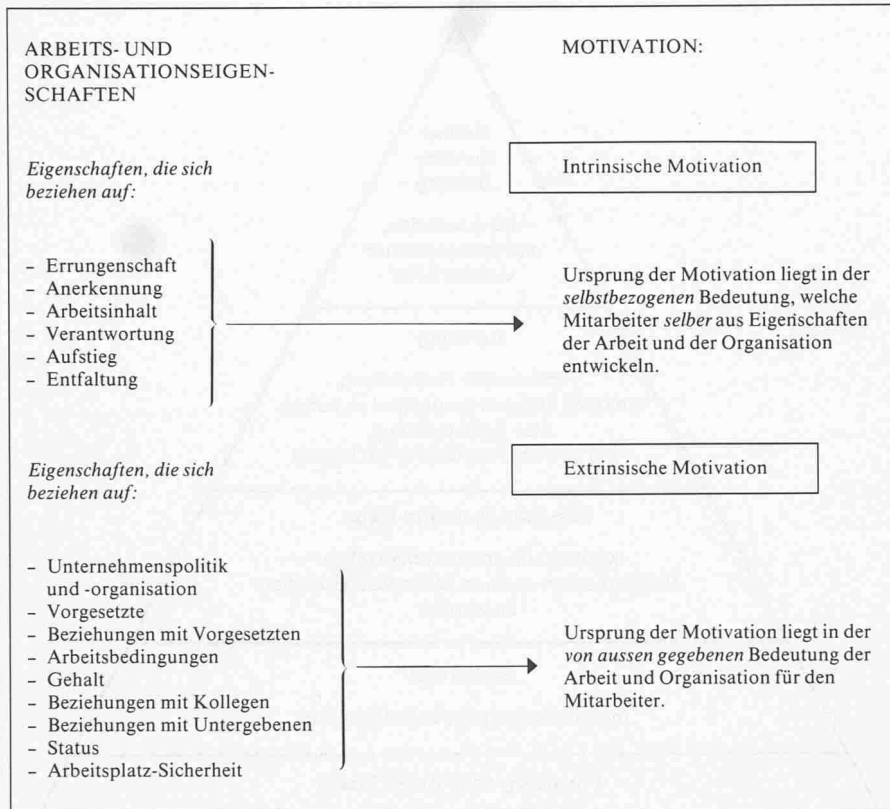 ARBEITS- UND
ORGANISATIONSEIGEN-
SCHAFTEN
MOTIVATION:
Eigenschaften, die sich
beziehen auf:
Intrinsische Motivation
– Errungenschaft
– Anerkennung
– Arbeitsinhalt
– Verantwortung
– Aufstieg
– Entfaltung
Ursprung der Motivation liegt in der
selbstbezogenen Bedeutung, welche
Mitarbeiter selber aus Eigenschaften
der Arbeit und der Organisation
entwickeln.
Eigenschaften, die sich
beziehen auf:
Extrinsische Motivation
– Unternehmenspolitik
und -organisation
– Vorgesetzte
– Beziehungen mit Vorgesetzten
– Arbeitsbedingungen
– Gehalt
– Beziehungen mit Kollegen
– Beziehungen mit Untergebenen
– Status
– Arbeitsplatz-Sicherheit
Ursprung der Motivation liegt in der
von aussen gegebenen Bedeutung der
Arbeit und Organisation für den
Mitarbeiter.